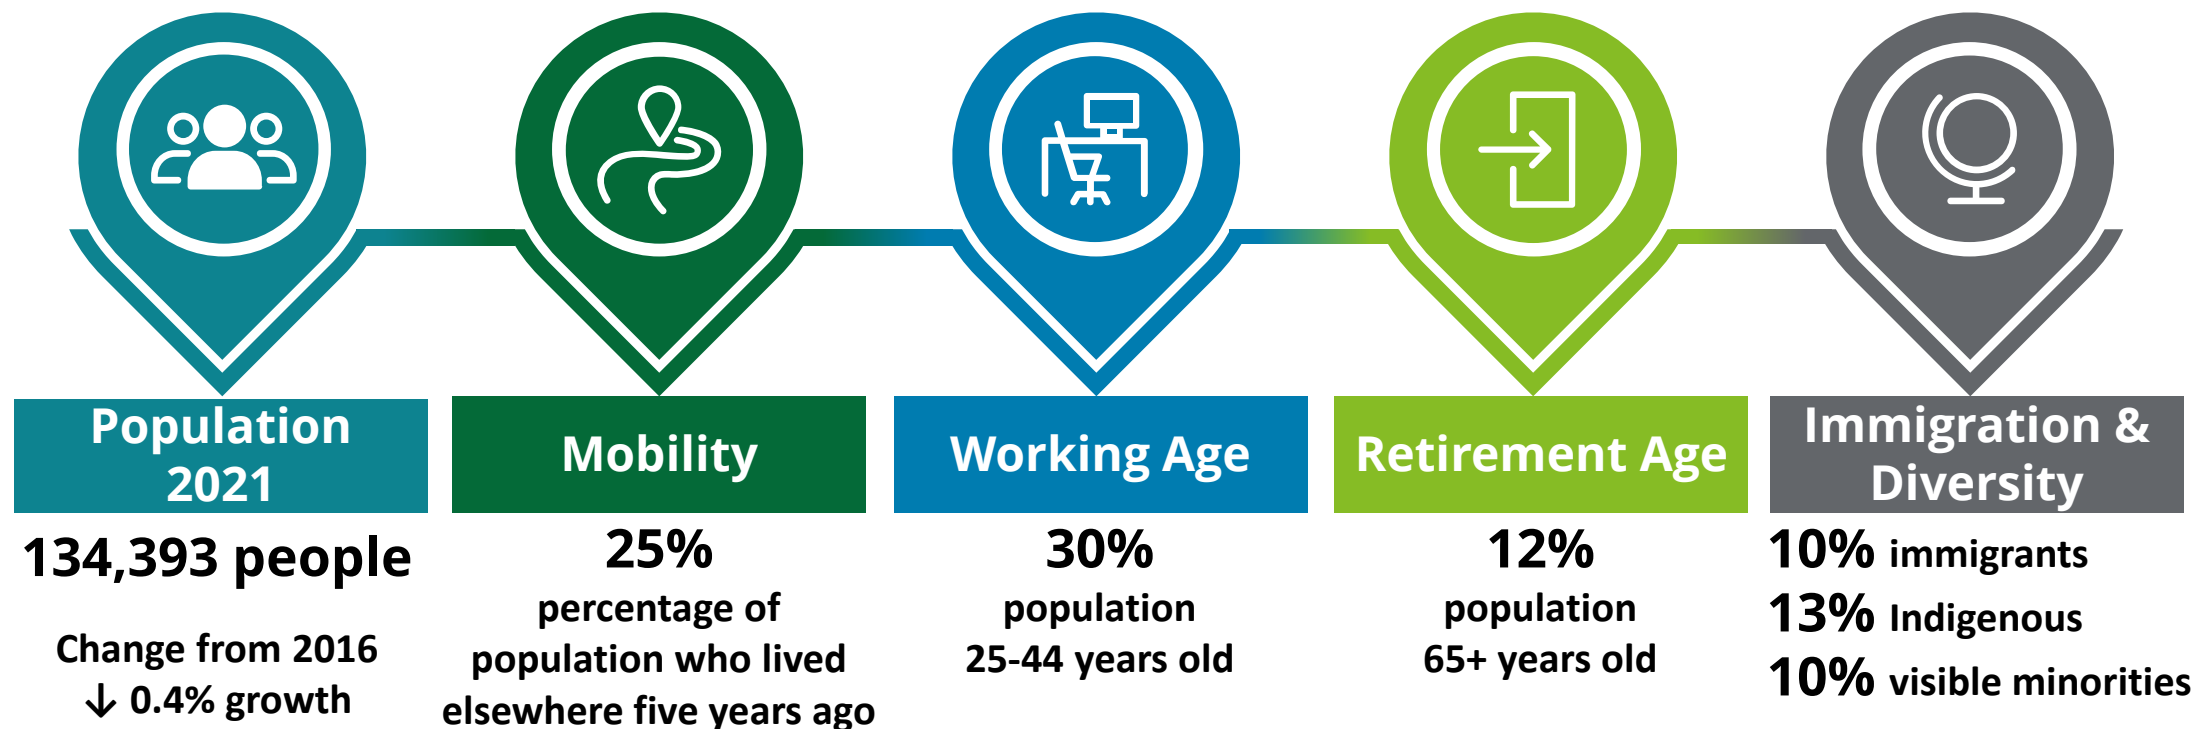 Population
2021
134,393 people
Change from 2016
↓ 0.4% growth
Mobility
25%
percentage of
population who lived
elsewhere five years ago
Working Age
30%
population
25-44 years old
Retirement Age
12%
population
65+ years old
Immigration &
Diversity
10% immigrants
13% Indigenous
10% visible minorities